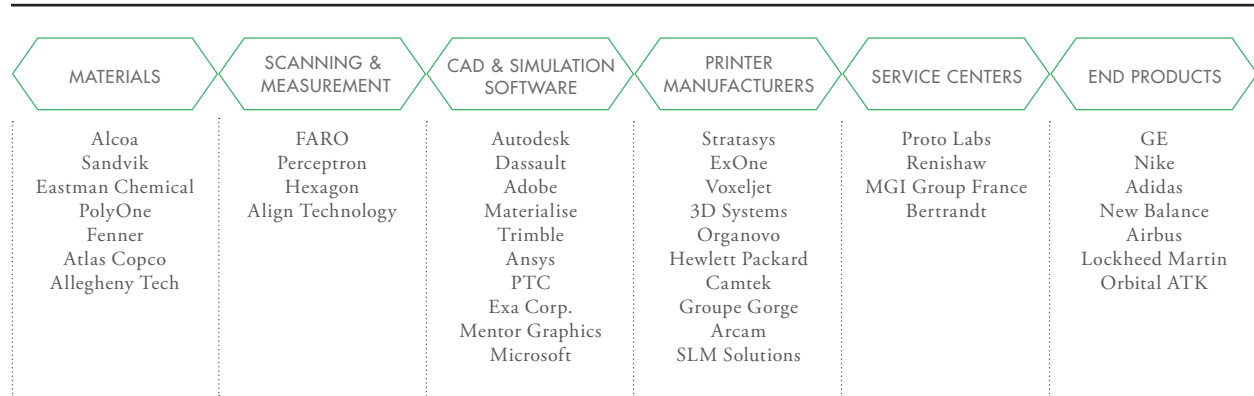 MATERIALS
Alcoa
Sandvik
Eastman Chemical
PolyOne
Fenner
Atlas Copco
Allegheny Tech
SCANNING &
MEASUREMENT
FARO
Perceptron
Hexagon
Align Technology
CAD & SIMULATION
SOFTWARE
Autodesk
Dassault
Adobe
Materialise
Trimble
Ansys
PTC
Exa Corp.
Mentor Graphics
Microsoft
PRINTER
MANUFACTURERS
Stratasys
ExOne
Voxeljet
3D Systems
Organovo
Hewlett Packard
Camtek
Groupe Gorge
Arcam
SLM Solutions
SERVICE CENTERS
Proto Labs
Renishaw
MGI Group France
Bertrandt
END PRODUCTS
GE
Nike
Adidas
New Balance
Airbus
Lockheed Martin
Orbital ATK